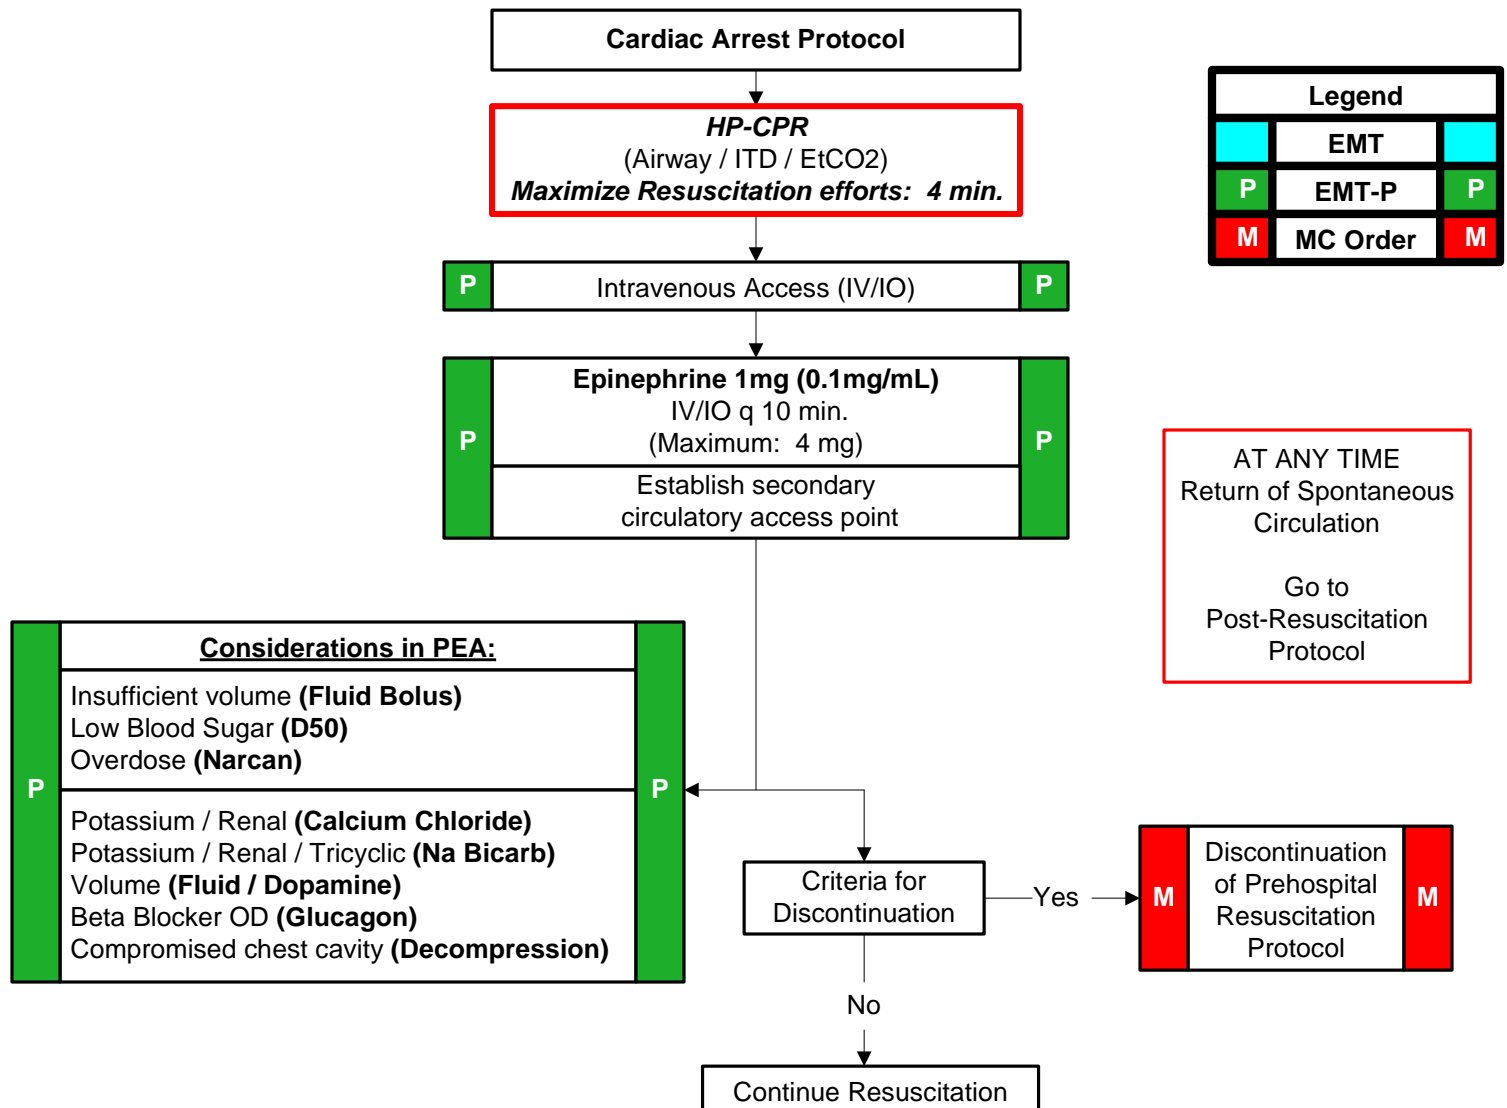 Cardiac Arrest Protocol
HP-CPR
(Airway / ITD / EtCO2)
Maximize Resuscitation efforts:  4 min.
Legend
EMT
P EMT-P P
M MC Order M
P Intravenous Access (IV/IO) P
Epinephrine 1mg (0.1mg/mL)
IV/IO q 10 min.
(Maximum:  4 mg)
P P
Establish secondary
circulatory access point
AT ANY TIME
Return of Spontaneous
Circulation
Go to
Post-Resuscitation
Protocol
Considerations in PEA:
Insufficient volume (Fluid Bolus)
Low Blood Sugar (D50)
Overdose (Narcan)
P P
Potassium / Renal (Calcium Chloride)
Potassium / Renal / Tricyclic (Na Bicarb)
Volume (Fluid / Dopamine)
Beta Blocker OD (Glucagon)
Compromised chest cavity (Decompression)
Criteria for
Discontinuation
Yes
M M
Discontinuation
of Prehospital
Resuscitation
Protocol
No
Continue Resuscitation